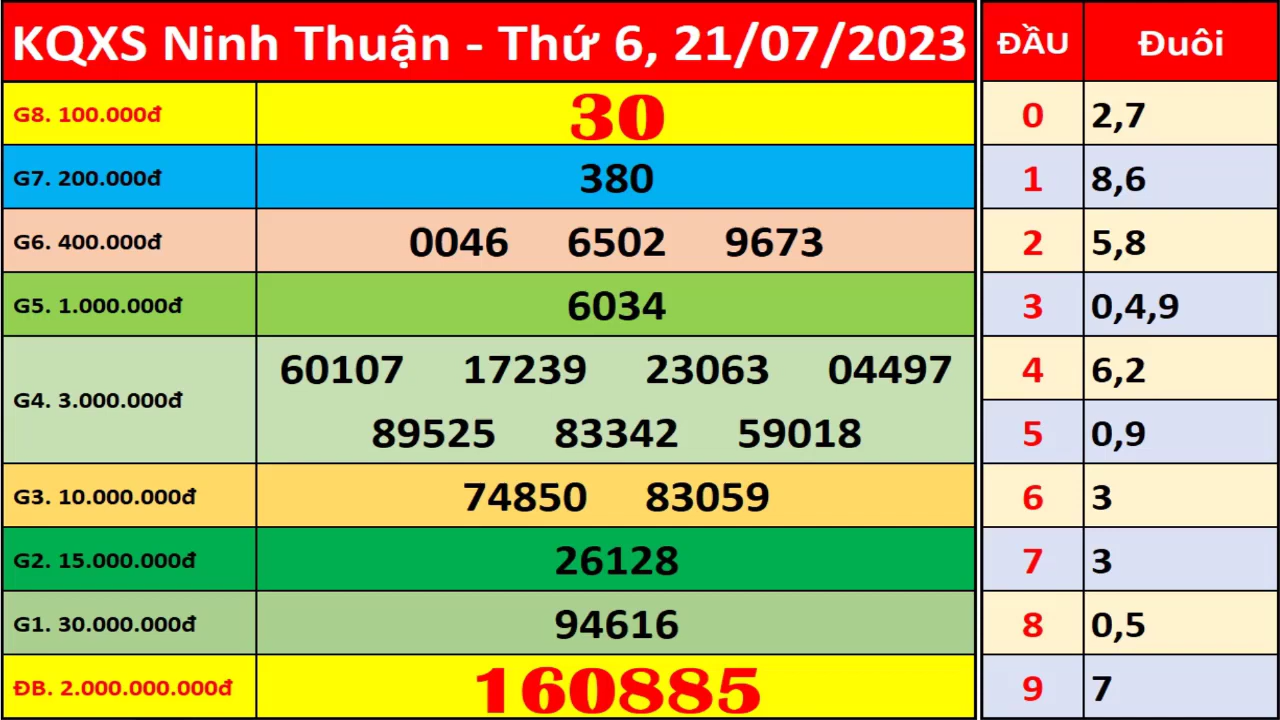 KQXS Ninh Thuận - Thứ 6, 21/07/2023
G8. 100.000đ 30
G7. 200.000đ 380
G6. 400.000đ 0046 6502 9673
G5. 1.000.000đ 6034
G4. 3.000.000đ 60107 17239 23063 04497
89525 83342 59018
G3. 10.000.000đ 74850 83059
G2. 15.000.000đ 26128
G1. 30.000.000đ 94616
ĐB. 2.000.000.000đ 160885
ĐẦU Đuôi
0 2,7
1 8,6
2 5,8
3 0,4,9
4 6,2
5 0,9
6 3
7 3
8 0,5
9 7